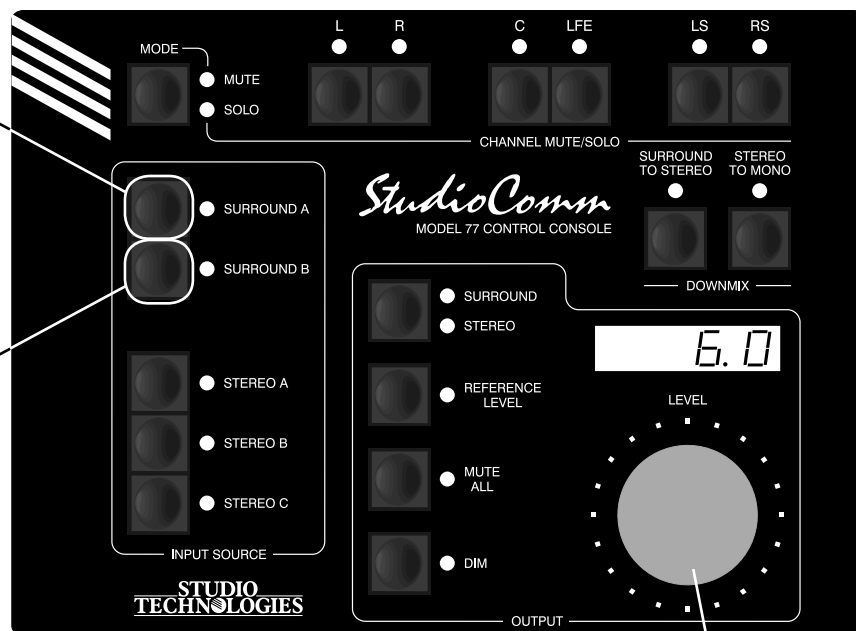 L
R
C
LFE
LS
RS
MODE
MUTE
SOLO
CHANNEL MUTE/SOLO
SURROUND
TO STEREO
STEREO
TO MONO
DOWNMIX
SURROUND A
SURROUND B
STEREO A
STEREO B
STEREO C
INPUT SOURCE
StudioComm
MODEL 77 CONTROL CONSOLE
SURROUND
STEREO
REFERENCE
LEVEL
MUTE
ALL
DIM
6.0
LEVEL
OUTPUT
STUDIO
TECHNOLOGIES